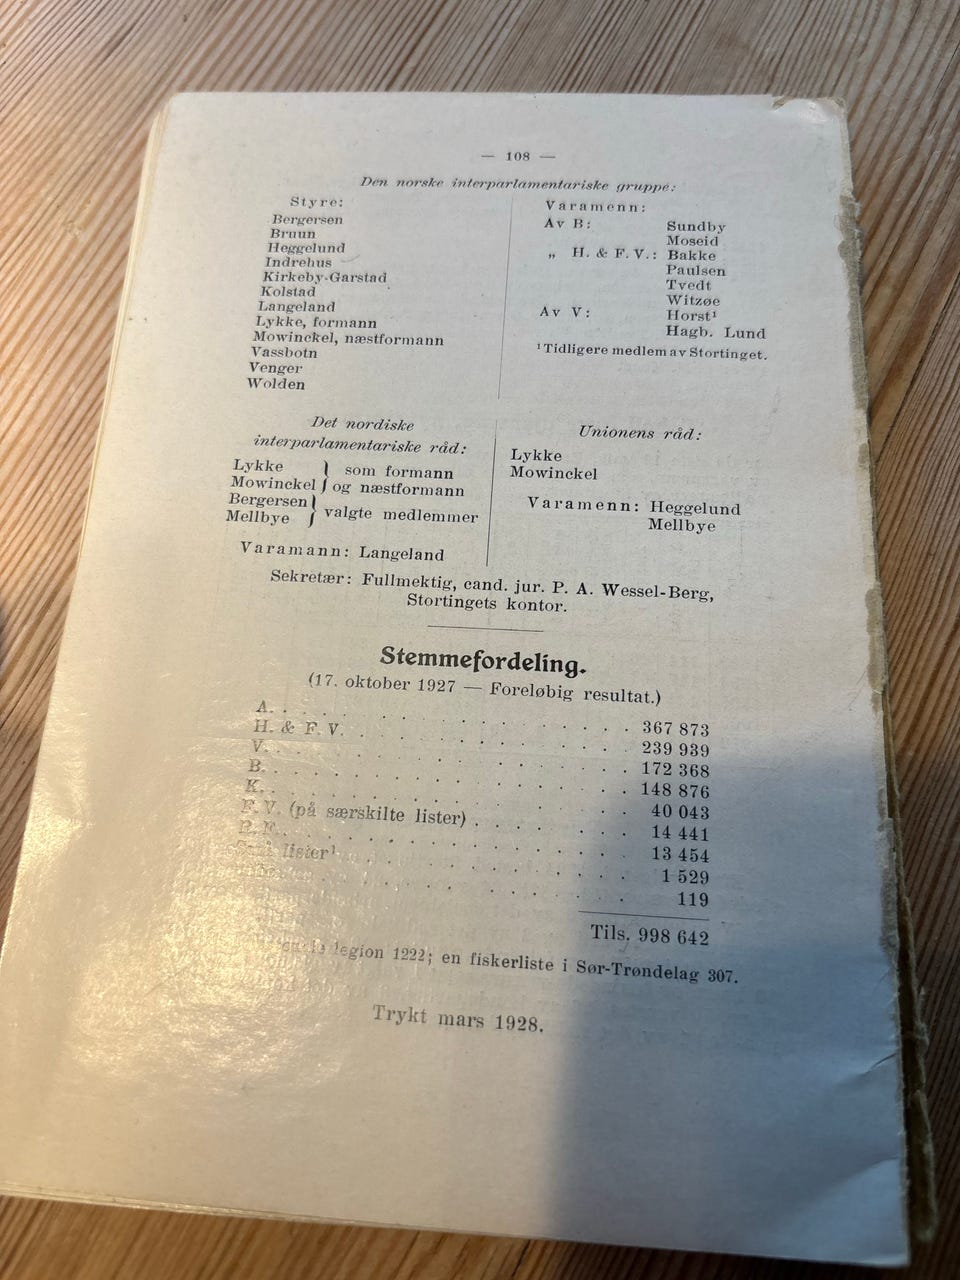 — 108 —
Den norske interparlamentariske gruppe:
Styre:
Bergersen
Bruun
Heggelund
Indrehus
Kirkeby-Garstad
Kolstad
Langeland
Lykke, formann
Mowinckel, næstformann
Vassbotn
Venger
Wolden
Varamenn:
Av B: Sundby
Moseid
„ H. & F. V.: Bakke
Paulsen
Tvedt
Witzøe
Av V: Horst¹
Hagb. Lund
¹ Tidligere medlem av Stortinget.
Det nordiske
interparlamentariske råd:
Lykke } som formann
Mowinckel } og næstformann
Bergersen }
Mellbye } valgte medlemmer
Varamann: Langeland
Unionens råd:
Lykke
Mowinckel
Varamenn: Heggelund
Mellbye
Sekretær: Fullmektig, cand. jur. P. A. Wessel-Berg,
Stortingets kontor.
Stemmefordeling.
(17. oktober 1927 — Foreløbig resultat.)
A. . . . . . . . . . . . . . 367 873
H. & F. V. . . . . . . . . . . . 239 939
V. . . . . . . . . . . . . . 172 368
B. . . . . . . . . . . . . . 148 876
K. . . . . . . . . . . . . . 40 043
F. V. (på særskilte lister) . . . . . . . 14 441
. . . . . . . . . . . . 13 454
lister¹ . . . . . . . . . . . 1 529
. . . . . . . . . . 119
Tils. 998 642
legion 1222; en fiskerliste i Sør-Trøndelag 307.
Trykt mars 1928.